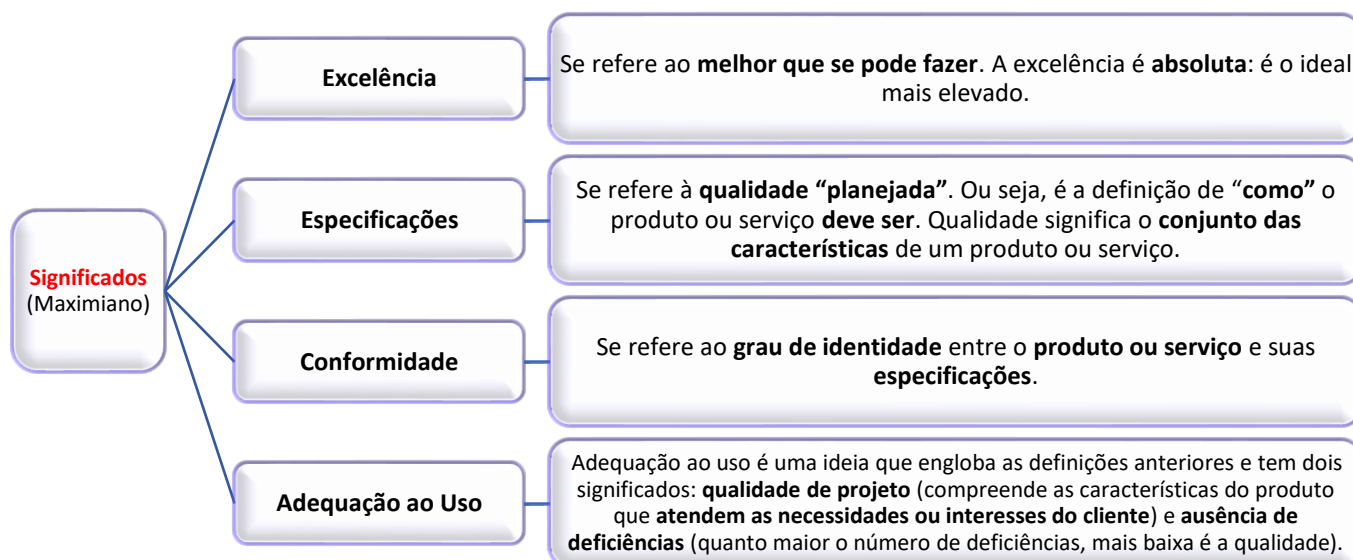 Significados
(Maximiano)
Excelência
Se refere ao melhor que se pode fazer. A excelência é absoluta: é o ideal
mais elevado.
Especificações
Se refere à qualidade “planejada”. Ou seja, é a definição de “como” o
produto ou serviço deve ser. Qualidade significa o conjunto das
características de um produto ou serviço.
Conformidade
Se refere ao grau de identidade entre o produto ou serviço e suas
especificações.
Adequação ao Uso
Adequação ao uso é uma ideia que engloba as definições anteriores e tem dois
significados: qualidade de projeto (compreende as características do produto
que atendem as necessidades ou interesses do cliente) e ausência de
deficiências (quanto maior o número de deficiências, mais baixa é a qualidade).